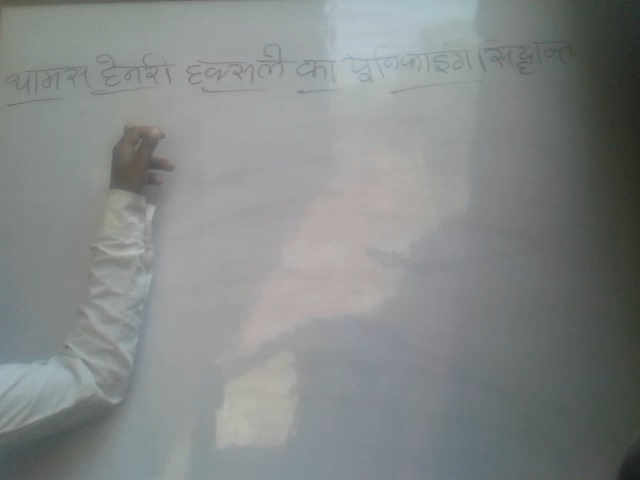 थामस हेनरी हक्सले का पूर्विकाइंग सिद्धान्त